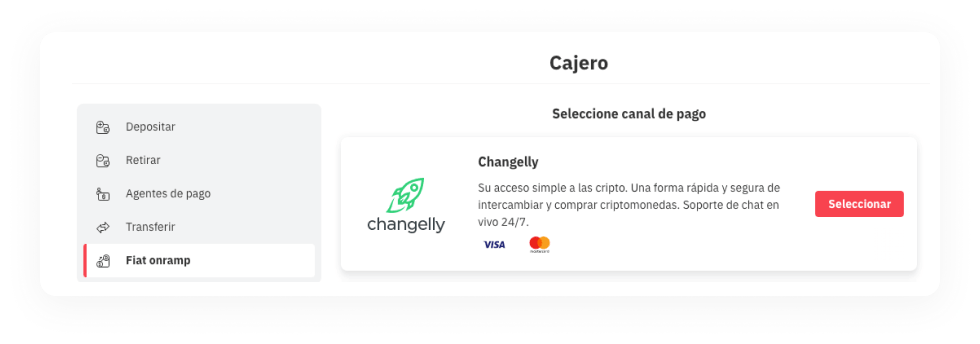 Cajero
Depositar
Retirar
Agentes de pago
Transferir
Fiat onramp
Seleccione canal de pago
changelly
Changelly
Su acceso simple a las cripto. Una forma rápida y segura de
intercambiar y comprar criptomonedas. Soporte de chat en
vivo 24/7.
VISA
Seleccionar